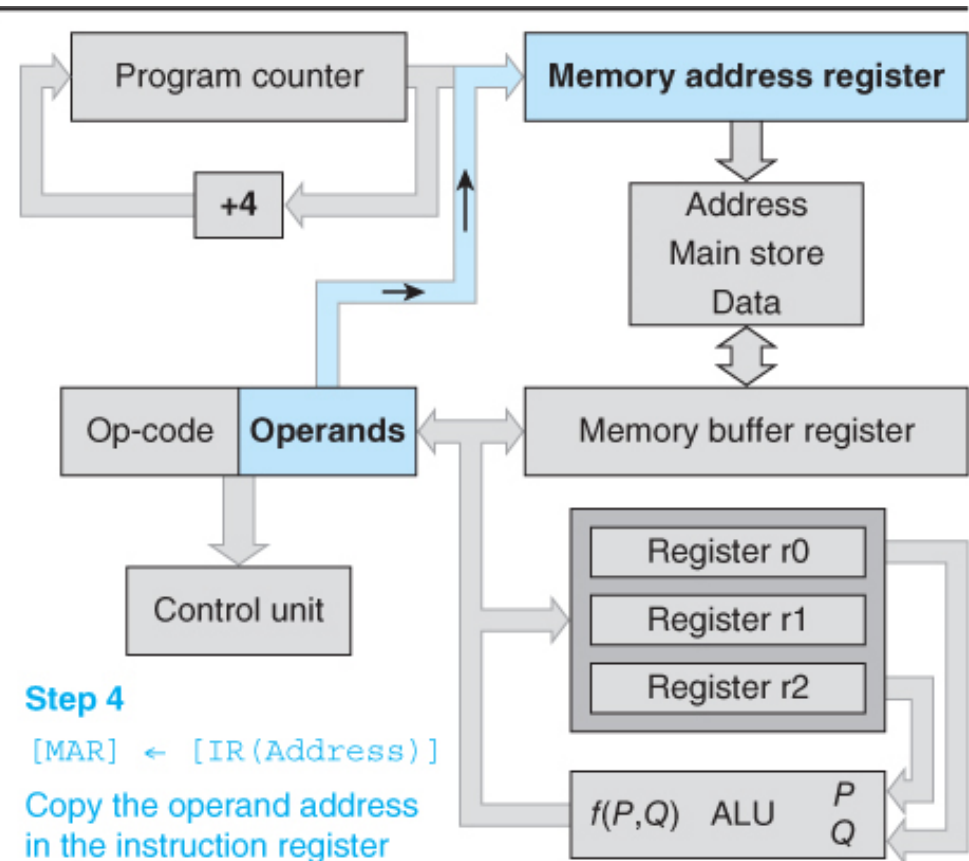 Program counter
Memory address register
+4
Address
Main store
Data
Op-code
Operands
Memory buffer register
Control unit
Register r0
Register r1
Register r2
f(P,Q) ALU
P
Q
Step 4
[MAR] ← [IR(Address)]
Copy the operand address
in the instruction register